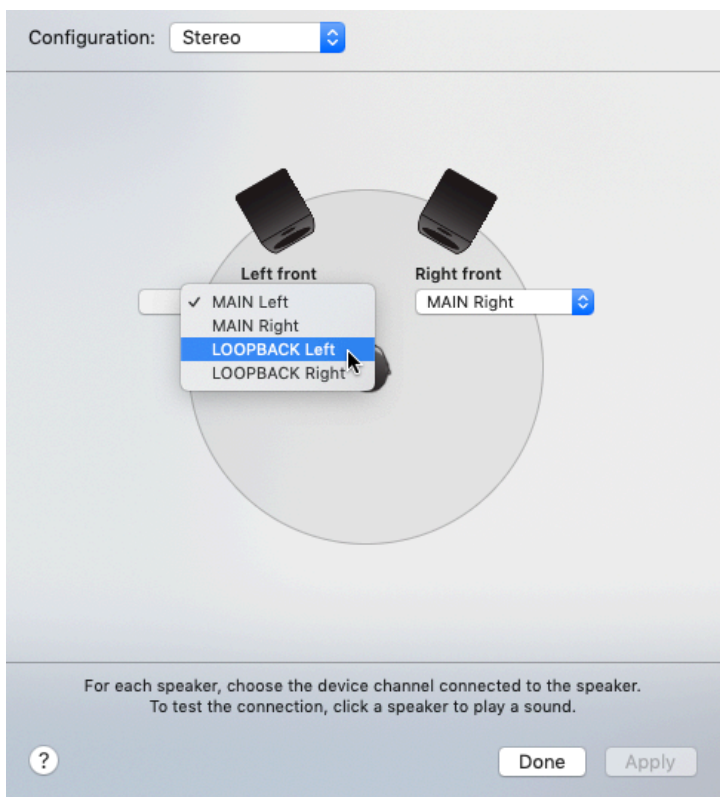 Configuration: Stereo
Left front Right front
MAIN Left MAIN Right
MAIN Right
LOOPBACK Left
LOOPBACK Right
For each speaker, choose the device channel connected to the speaker.
To test the connection, click a speaker to play a sound.
? Done Apply